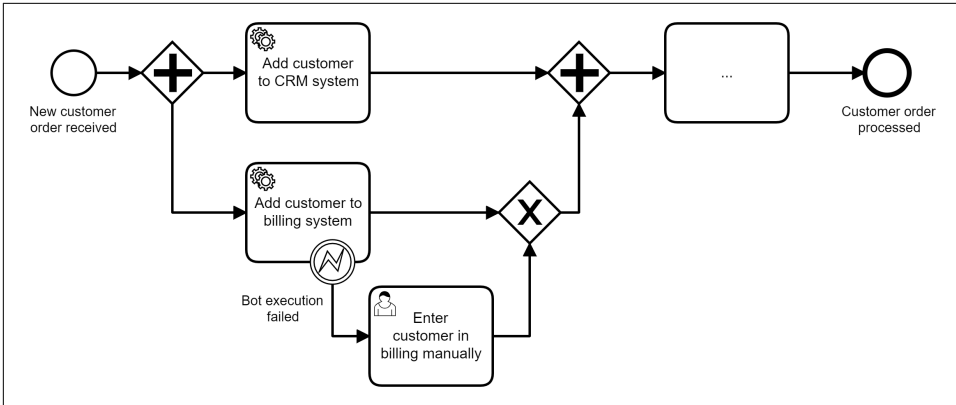 Add customer
to CRM system
...
New customer
order received
Customer order
processed
Add customer to
billing system
X
Bot execution
failed
Enter
customer in
billing manually